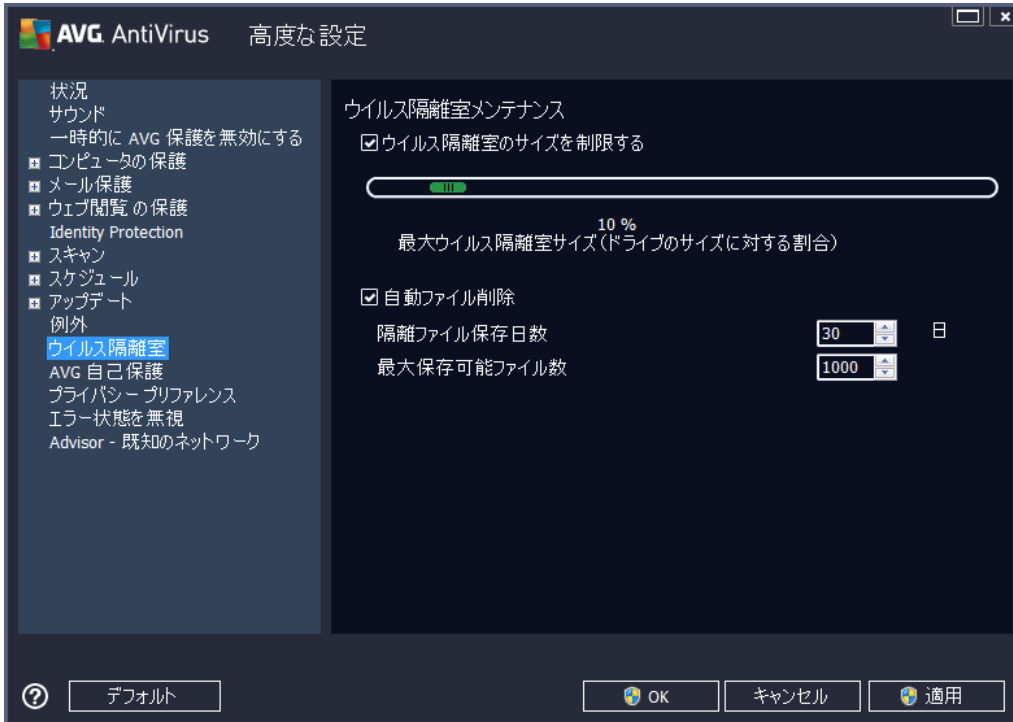 AVG. AntiVirus 高度な設定
状況
サウンド
一時的に AVG 保護を無効にする
コンピュータの保護
メール保護
ウェブ閲覧 の保護
Identity Protection
スキャン
スケジュール
アップデート
例外
ウイルス隔離室
AVG 自己保護
プライバシー プリファレンス
エラー状態を無視
Advisor - 既知のネットワーク
ウイルス隔離室メンテナンス
ウイルス隔離室のサイズを制限する
10 %
最大ウイルス隔離室サイズ(ドライブのサイズに対する割合)
自動ファイル削除
隔離ファイル保存日数 30 日
最大保存可能ファイル数 1000
? デフォルト OK キャンセル 適用